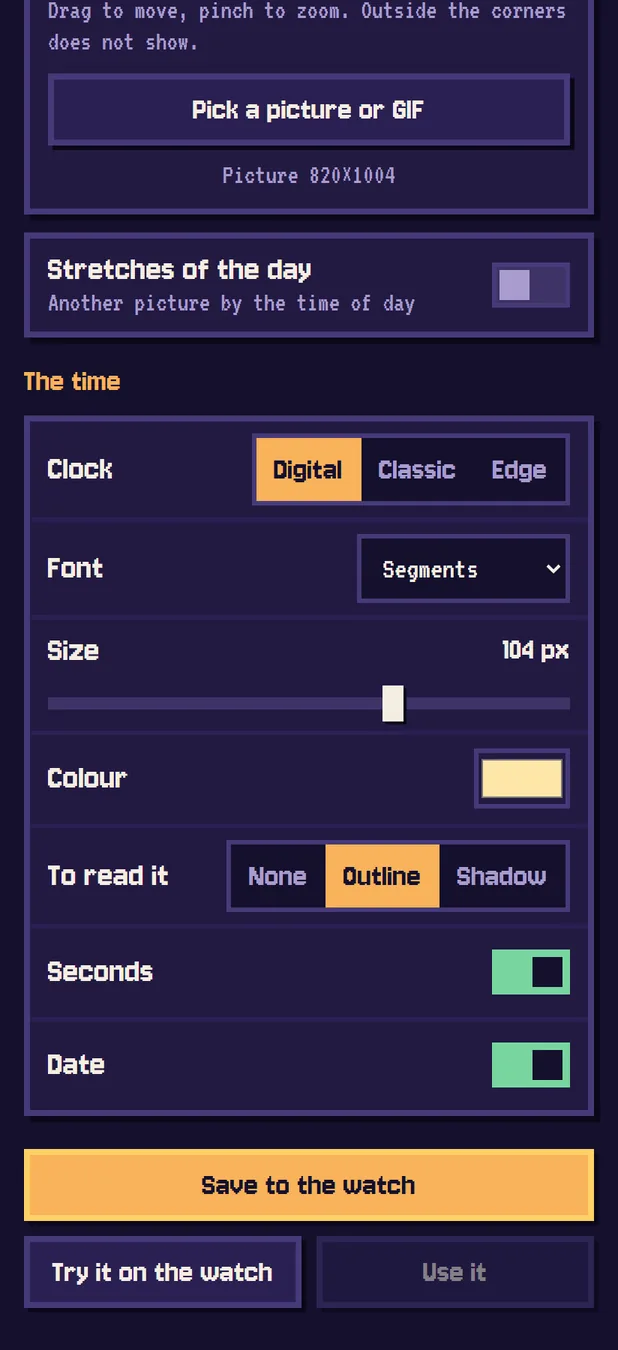 Drag to move, pinch to zoom. Outside the corners
does not show.
Pick a picture or GIF
Picture 820X1004
Stretches of the day
Another picture by the time of day
The time
Clock
Digital
Classic
Edge
Font
Segments
Size
104 px
Colour
To read it
None
Outline
Shadow
Seconds
Date
Save to the watch
Try it on the watch
Use it